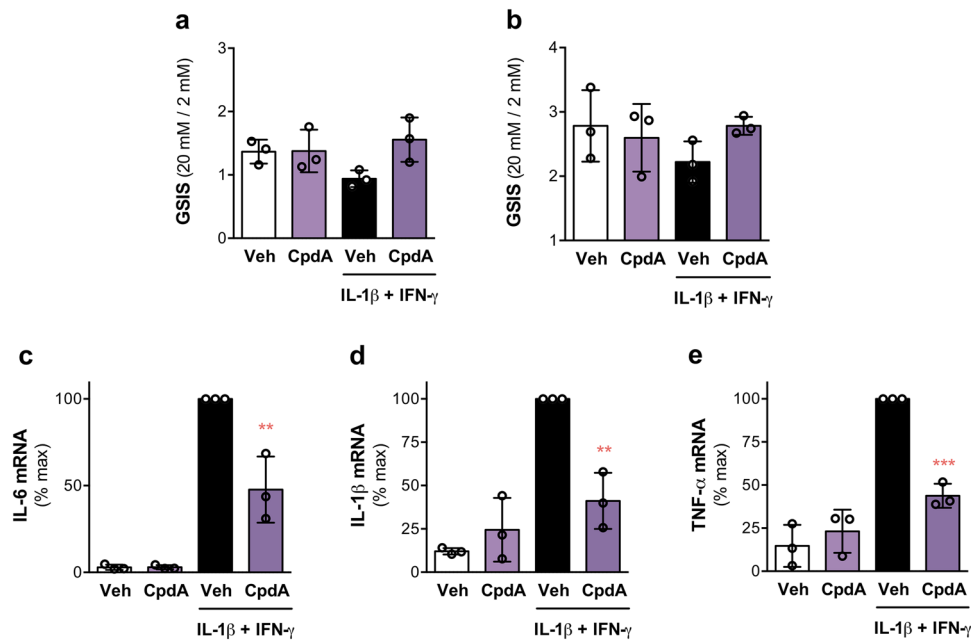 a
GSIS (20 mM / 2 mM)
3
2
1
0
Veh CpdA Veh CpdA
IL-1β + IFN-γ
b
GSIS (20 mM / 2 mM)
4
3
2
1
Veh CpdA Veh CpdA
IL-1β + IFN-γ
c
IL-6 mRNA
(% max)
100
50
0
**
Veh CpdA Veh CpdA
IL-1β + IFN-γ
d
IL-1β mRNA
(% max)
100
75
50
25
0
**
Veh CpdA Veh CpdA
IL-1β + IFN-γ
e
TNF-α mRNA
(% max)
100
75
50
25
0
***
Veh CpdA Veh CpdA
IL-1β + IFN-γ